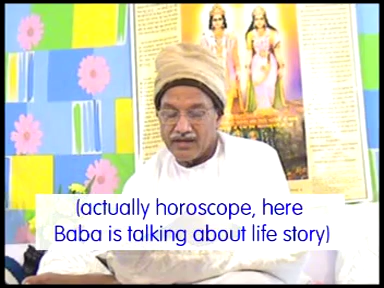 (actually horoscope, here
Baba is talking about life story)